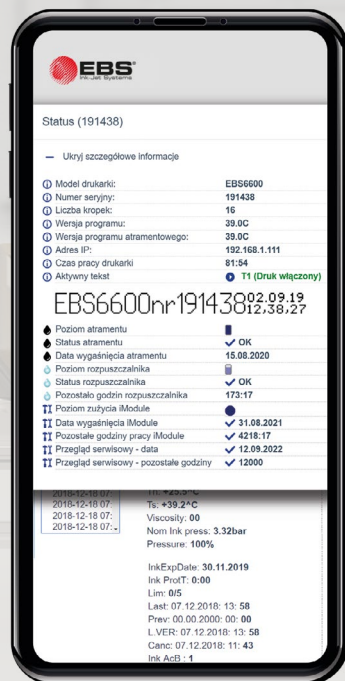 EBS®
Ink-Jet Systems
Status (191438)
— Ukryj szczegółowe informacje
Model drukarki: EBS6600
Numer seryjny: 191438
Liczba kropek: 16
Wersja programu: 39.0C
Wersja programu atramentowego: 39.0C
Adres IP: 192.168.1.111
Czas pracy drukarki 81:54
Aktywny tekst T1 (Druk włączony)
EBS6600nr191438 02.09.19
12,38,27
Poziom atramentu
Status atramentu ✓ OK
Data wygaśnięcia atramentu 15.08.2020
Poziom rozpuszczalnika
Status rozpuszczalnika ✓ OK
Pozostało godzin rozpuszczalnika 173:17
Poziom zużycia iModule
Data wygaśnięcia iModule ✓ 31.08.2021
Pozostałe godziny pracy iModule ✓ 4218:17
Przegląd serwisowy - data ✓ 12.09.2022
Przegląd serwisowy - pozostałe godziny ✓ 12000
2018-12-18 07:
2018-12-18 07:
2018-12-18 07:
2018-12-18 07:
Ts: +39.2^C
Viscosity: 00
Nom Ink press: 3.32bar
Pressure: 100%
InkExpDate: 30.11.2019
Ink ProtT: 0:00
Lim: 0/5
Last: 07.12.2018: 13: 58
Prev: 00.00.2000: 00: 00
L.VER: 07.12.2018: 13: 58
Canc: 07.12.2018: 11: 43
Ink AcB : 1